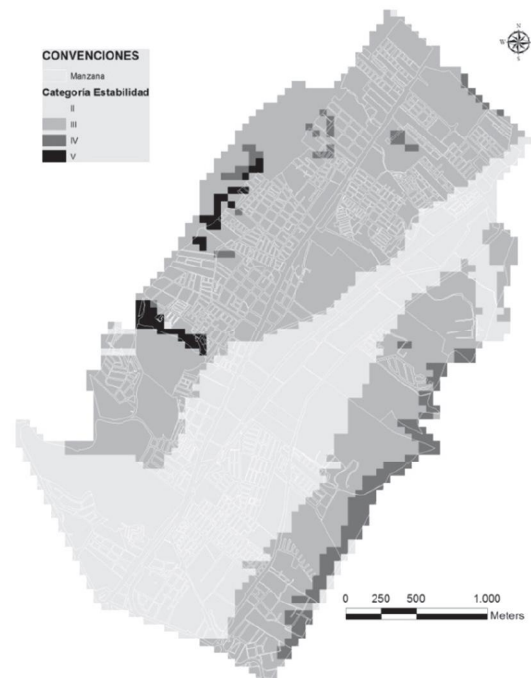 CONVENCIONES
Manzana
Categoría Estabilidad
II
III
IV
V
N
W
E
S
0 250 500 1.000
Meters